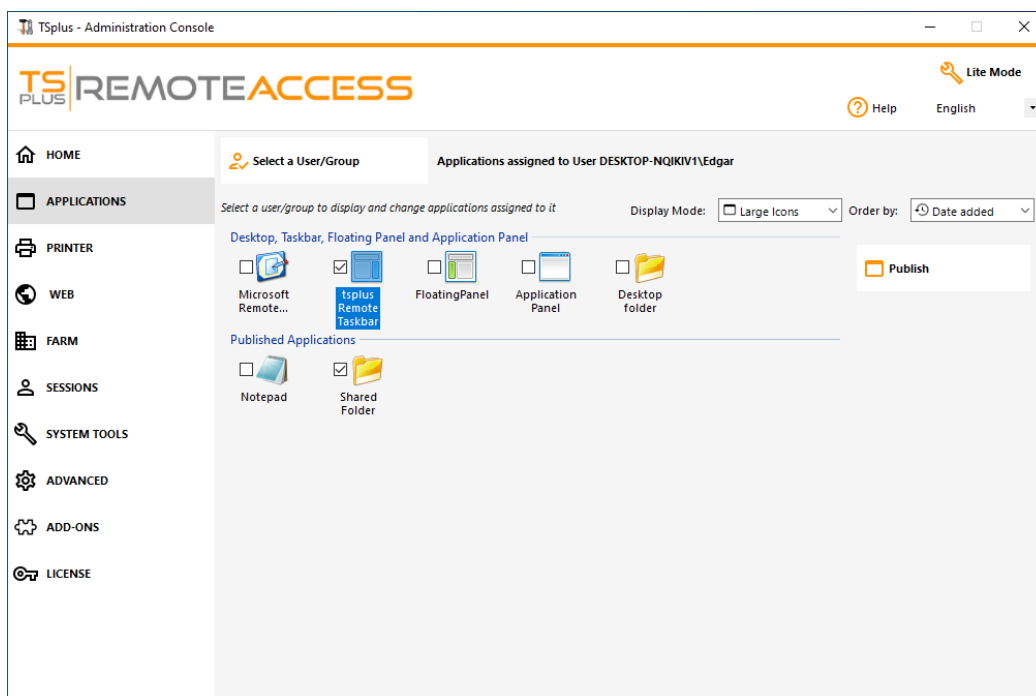 TSplus - Administration Console
TS PLUS REMOTEACCESS
Lite Mode
Help
English
HOME
APPLICATIONS
PRINTER
WEB
FARM
SESSIONS
SYSTEM TOOLS
ADVANCED
ADD-ONS
LICENSE
Select a User/Group
Applications assigned to User DESKTOP-NQIKIV1\Edgar
Select a user/group to display and change applications assigned to it
Display Mode:
Large Icons
Order by:
Date added
Desktop, Taskbar, Floating Panel and Application Panel
Microsoft
Remote...
tsplus
Remote
Taskbar
FloatingPanel
Application
Panel
Desktop
folder
Publish
Published Applications
Notepad
Shared
Folder